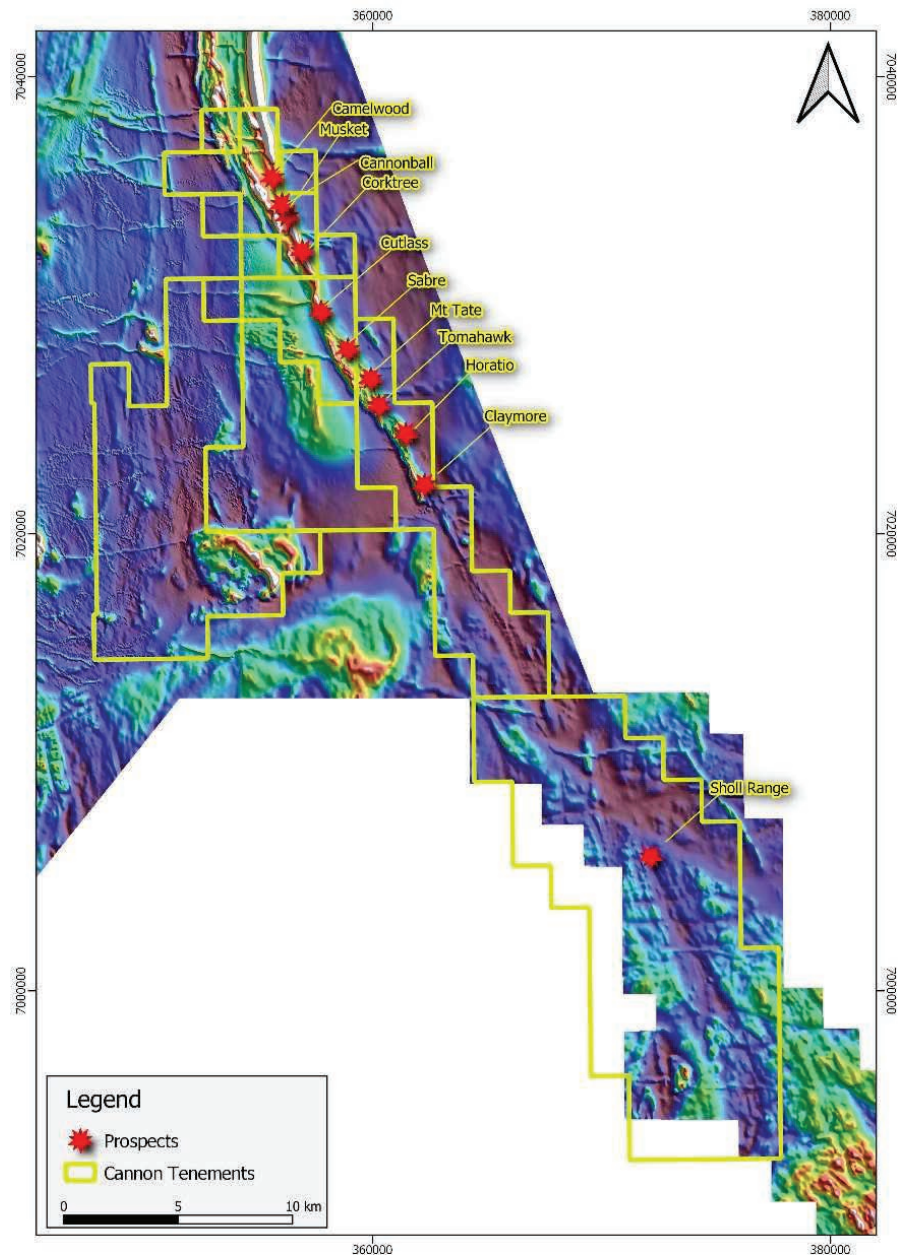 360000
380000
7040000
7040000
Camelwood
Musket
Cannonball
Corktree
Cutlass
Sabre
Mt Tate
Tomahawk
Horatio
Claymore
7020000
7020000
Sholl Range
7000000
7000000
Legend
Prospects
Cannon Tenements
0 5 10 km
360000
380000